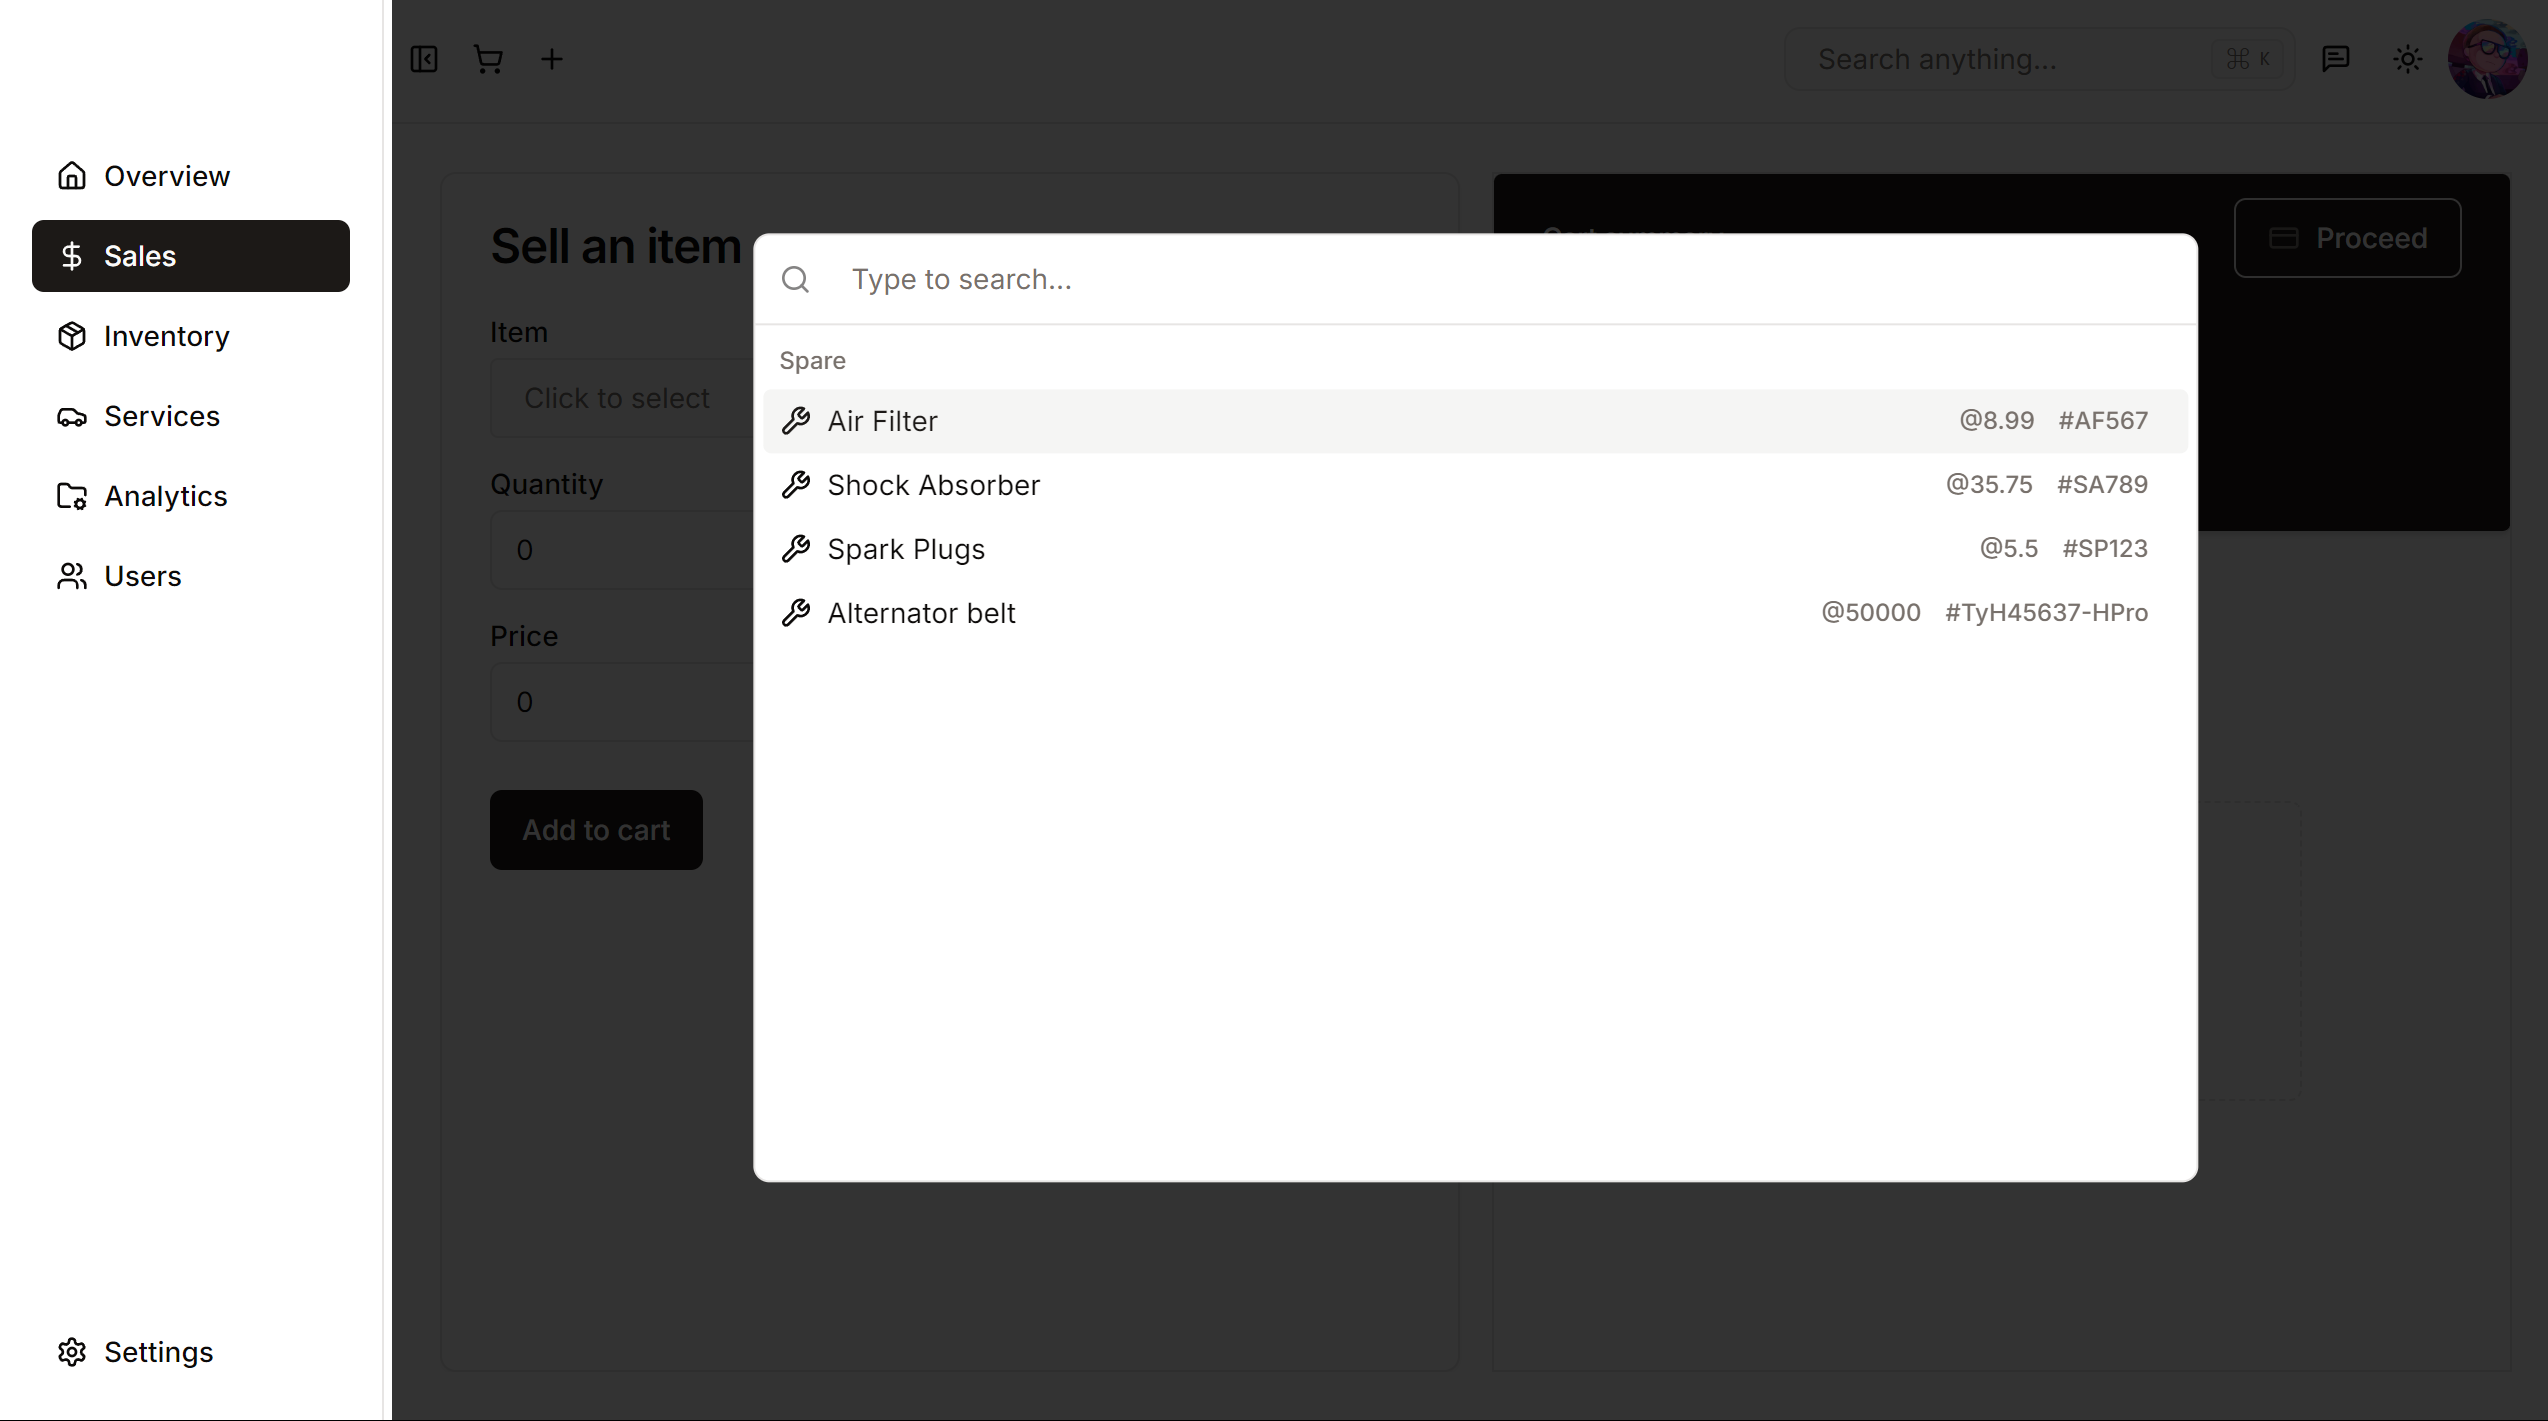 Overview
Sales
Inventory
Services
Analytics
Users
Settings
Search anything...
⌘ K
Sell an item
Item
Click to select
Quantity
0
Price
0
Add to cart
Proceed
Type to search...
Spare
Air Filter @8.99 #AF567
Shock Absorber @35.75 #SA789
Spark Plugs @5.5 #SP123
Alternator belt @50000 #TyH45637-HPro